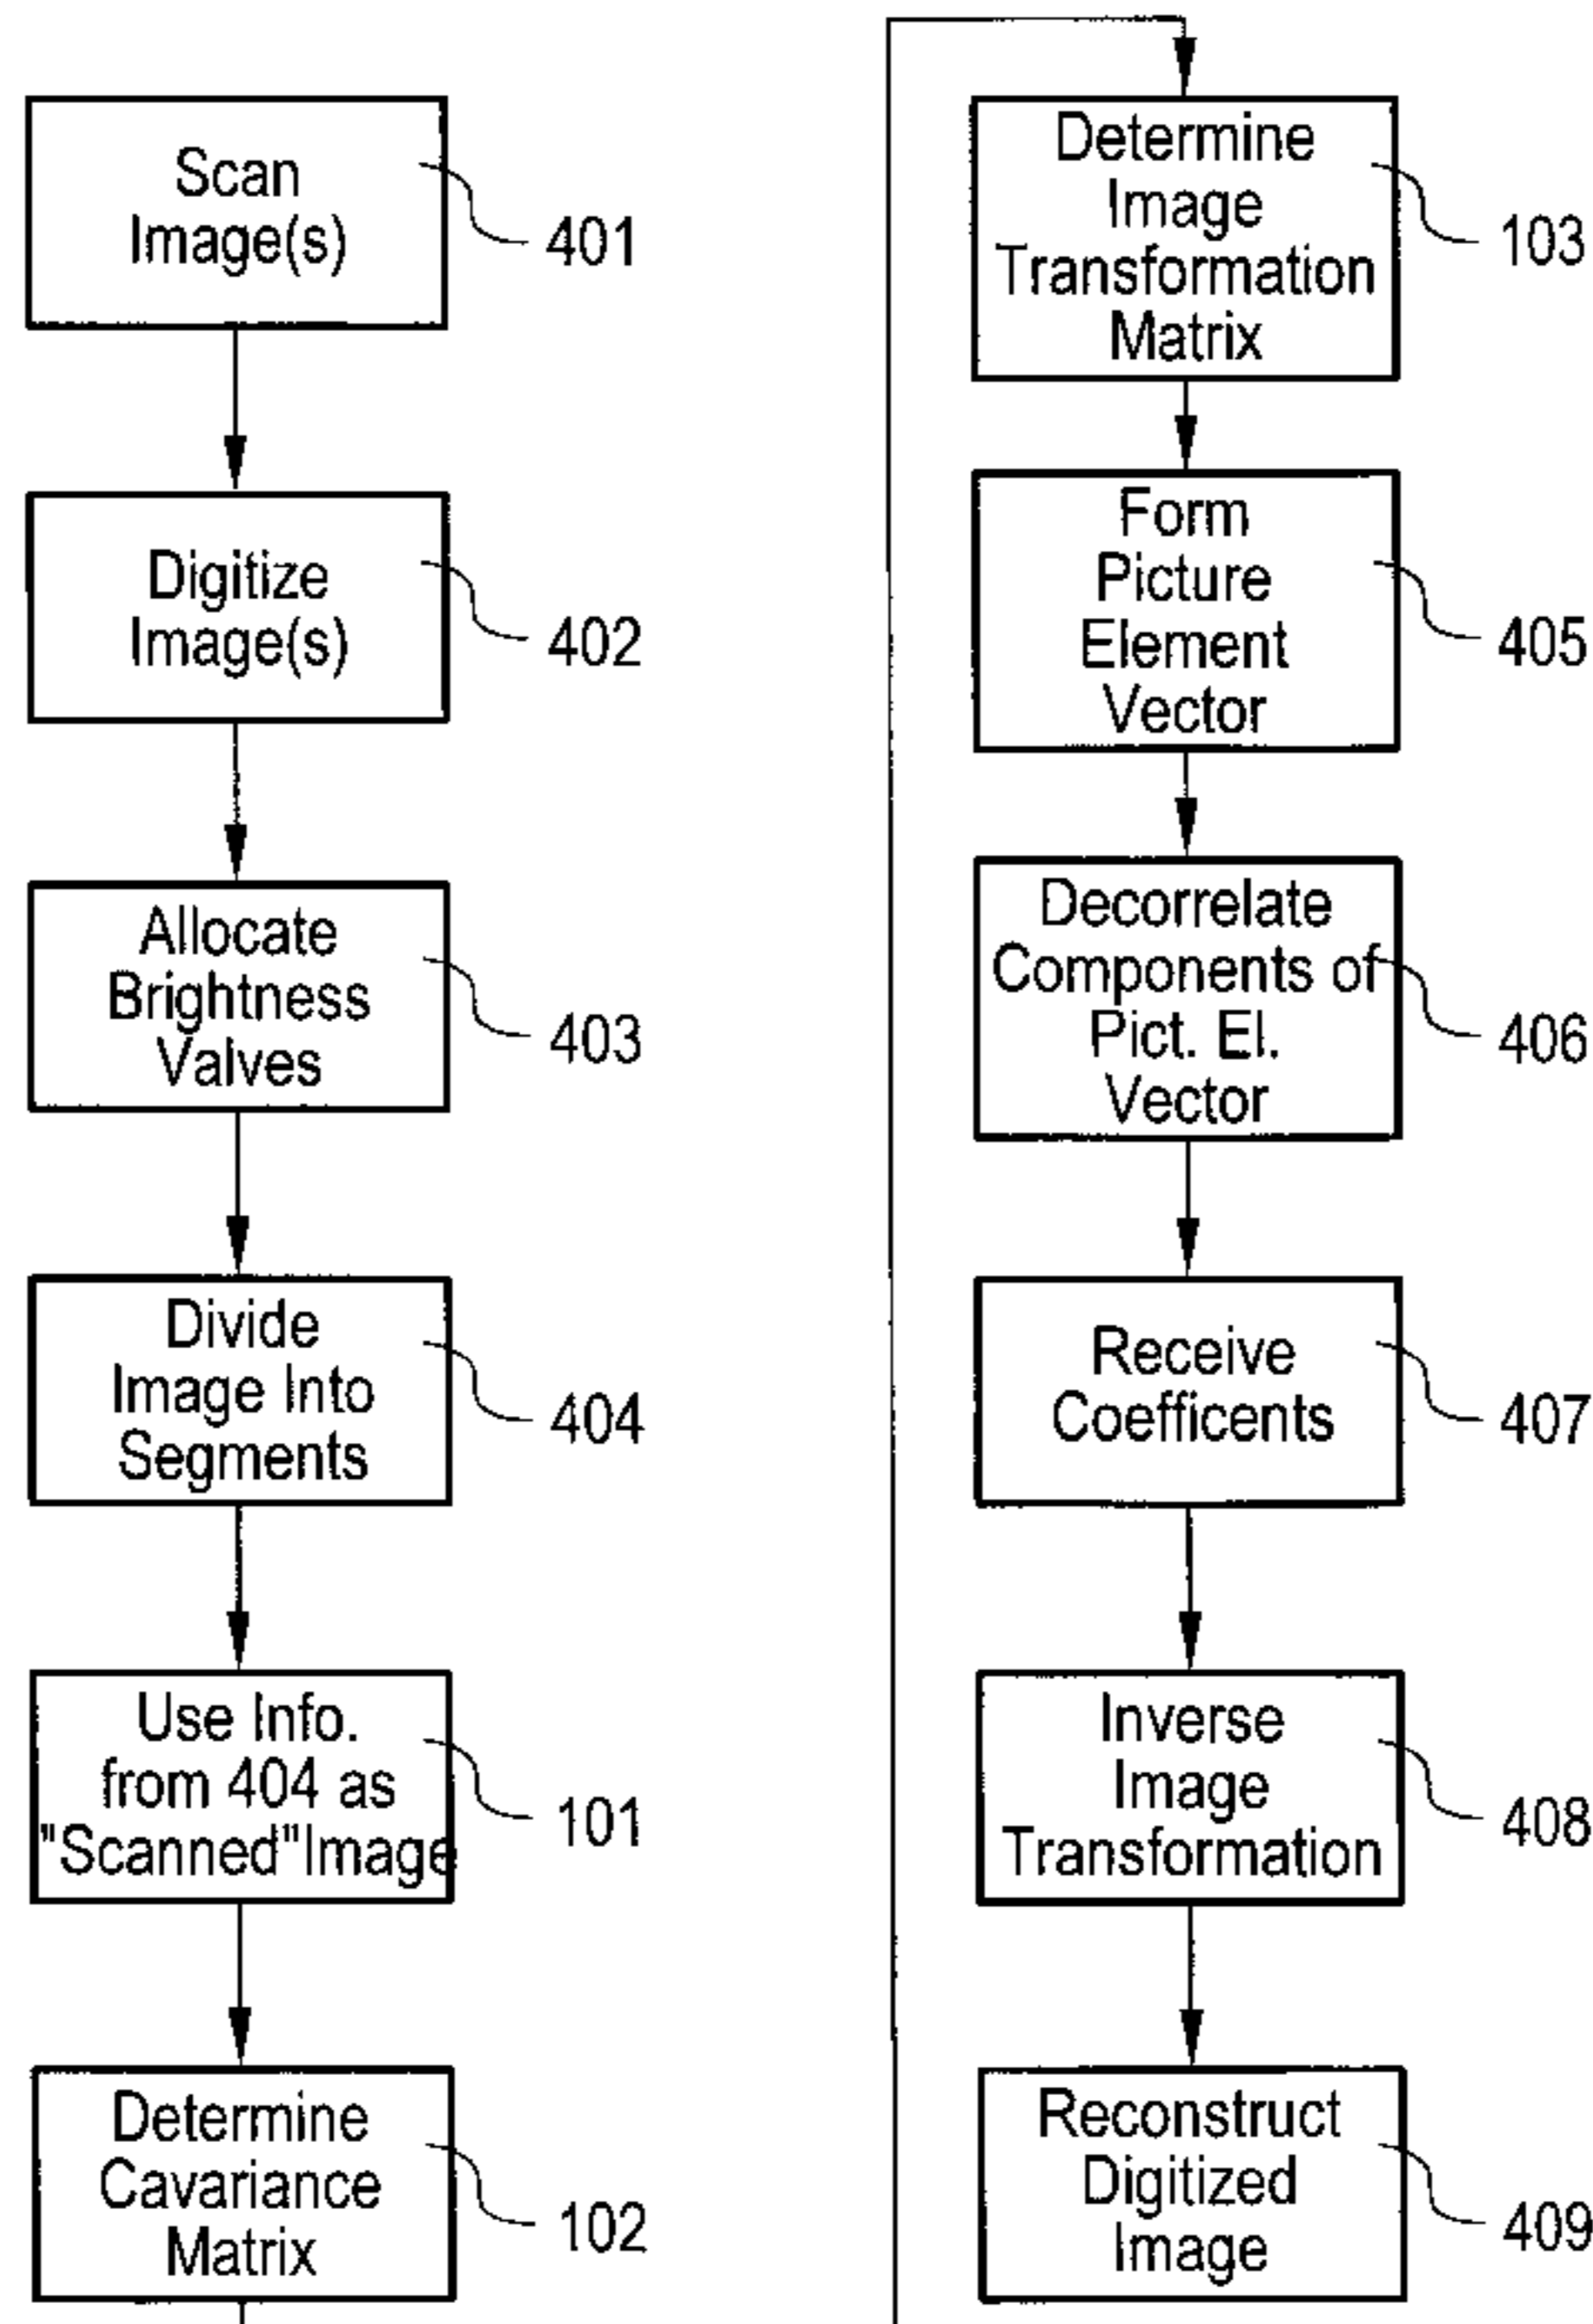 Scan
Image(s)
401
Digitize
Image(s)
402
Allocate
Brightness
Valves
403
Divide
Image Into
Segments
404
Use Info.
from 404 as
"Scanned"Image
101
Determine
Cavariance
Matrix
102
Determine
Image
Transformation
Matrix
103
Form
Picture
Element
Vector
405
Decorrelate
Components of
Pict. El.
Vector
406
Receive
Coefficents
407
Inverse
Image
Transformation
408
Reconstruct
Digitized
Image
409